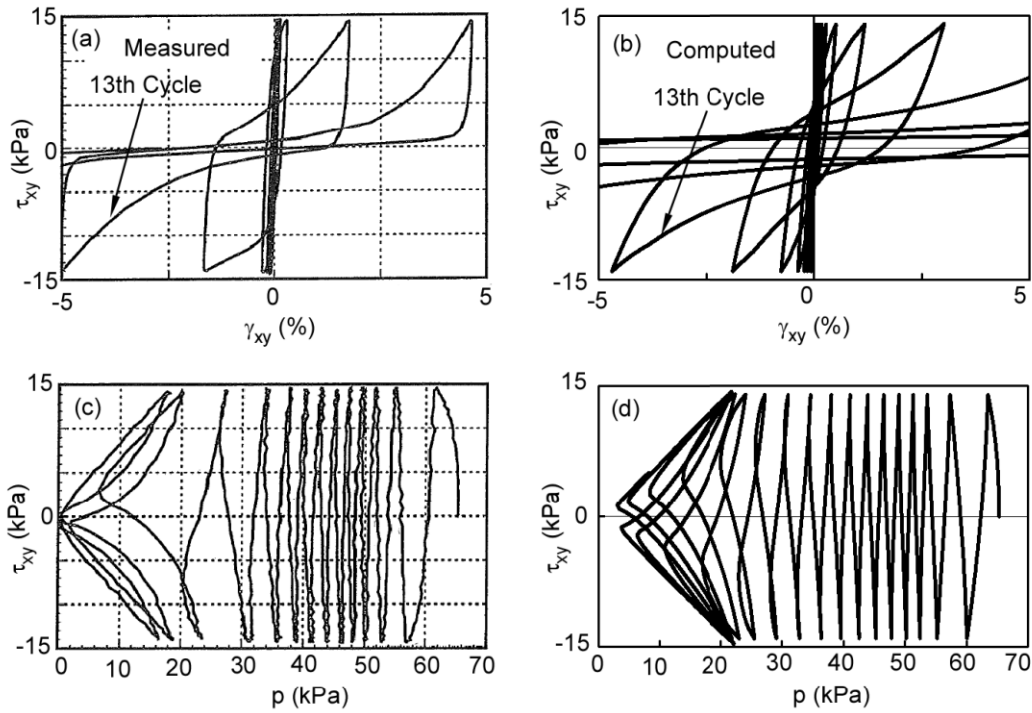 15
(a)
Measured
13th Cycle
0
-15
τxy (kPa)
-5
0
5
γxy (%)
15
(b)
Computed
13th Cycle
0
-15
τxy (kPa)
-5
0
5
γxy (%)
15
(c)
0
-15
τxy (kPa)
0 10 20 30 40 50 60 70
p (kPa)
15
(d)
0
-15
τxy (kPa)
0 10 20 30 40 50 60 70
p (kPa)